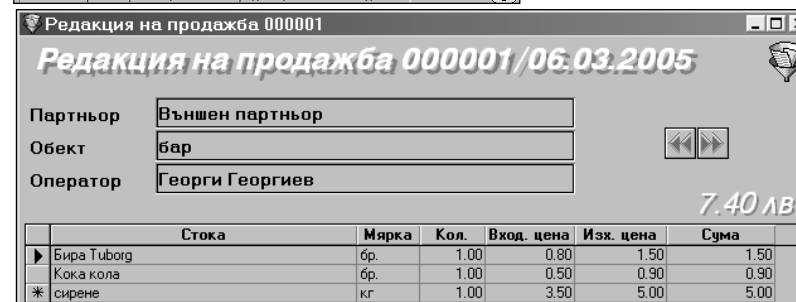 Редакция на продажба 000001
Редакция на продажба 000001/06.03.2005
Партньор Външен партньор
Обект бар
Оператор Георги Георгиев
7.40 лв
Стока Мярка Кол. Вход. цена Изх. цена Сума
Бира Tuborg бр. 1.00 0.80 1.50 1.50
Кока кола бр. 1.00 0.50 0.90 0.90
сирене кг 1.00 3.50 5.00 5.00